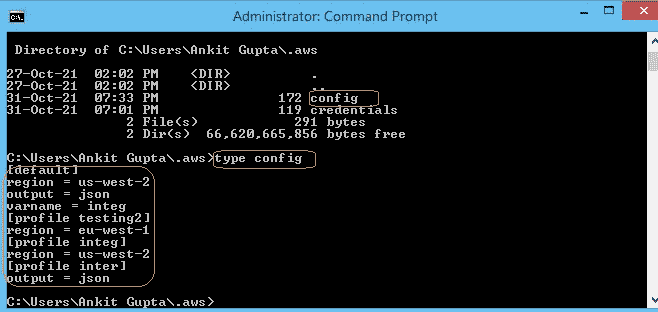 Administrator: Command Prompt
C:\.
Directory of C:\Users\Ankit Gupta\.aws
27-Oct-21 02:02 PM <DIR> .
27-Oct-21 02:02 PM <DIR> ..
31-Oct-21 07:33 PM 172 config
31-Oct-21 07:01 PM 119 credentials
2 File(s) 291 bytes
2 Dir(s) 66,620,665,856 bytes free
C:\Users\Ankit Gupta\.aws>type config
[default]
region = us-west-2
output = json
varname = integ
[profile testing2]
region = eu-west-1
[profile integ]
region = us-west-2
[profile inter]
output = json
C:\Users\Ankit Gupta\.aws>